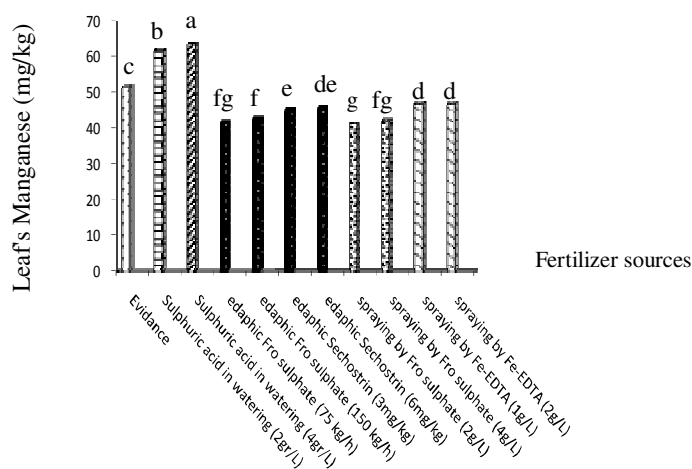 Leaf's Manganese (mg/kg)
70
60
50
40
30
20
10
0
c
b
a
fg
f
e
de
g
fg
d
d
Evidance
Sulphuric acid in watering (2gr/L)
Sulphuric acid in watering (4gr/L)
edaphic Fro sulphate (75 kg/h)
edaphic Fro sulphate (150 kg/h)
edaphic Sechostrin (3mg/kg)
edaphic Sechostrin (6mg/kg)
spraying by Fro sulphate (2g/L)
spraying by Fro sulphate (4g/L)
spraying by Fe-EDTA (1g/L)
spraying by Fe-EDTA (2g/L)
Fertilizer sources